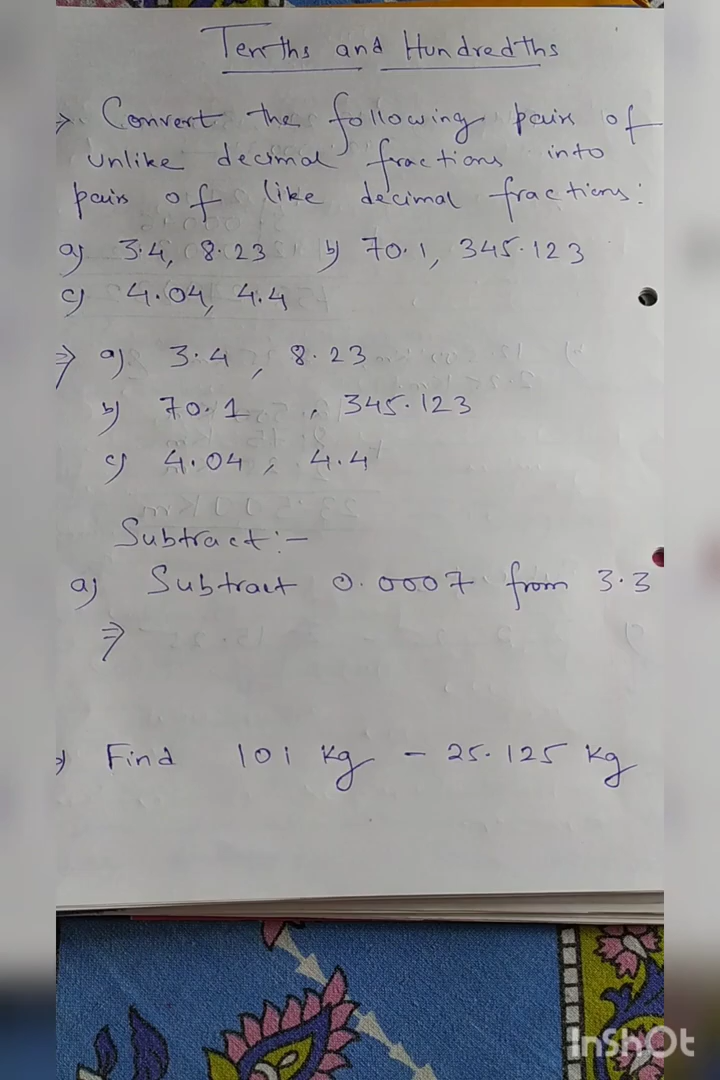 Tenths and Hundredths
⇒ Convert the following pairs of
unlike decimal fractions into
pairs of like decimal fractions:
a) 3.4, 8.23 b) 70.1, 345.123
c) 4.04, 4.4
⇒ a) 3.4, 8.23
b) 70.1, 345.123
c) 4.04, 4.4
Subtract:-
a) Subtract 0.0007 from 3.3
⇒
Find 101 kg - 25.125 kg
InShOt